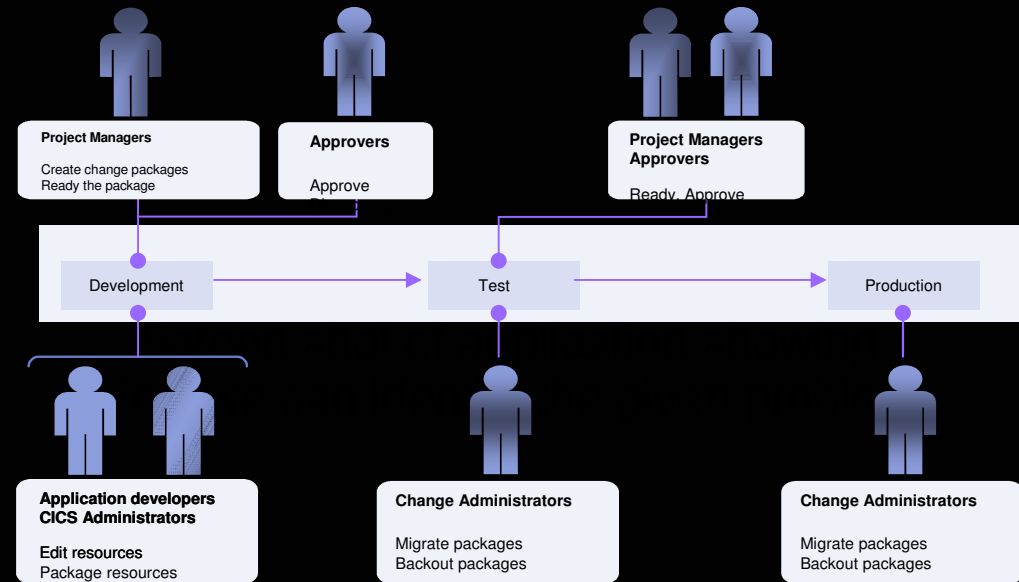 Project Managers
Create change packages
Ready the package
Approvers
Approve
Project Managers
Approvers
Ready, Approve
Development
Test
Production
Application developers
CICS Administrators
Edit resources
Package resources
Change Administrators
Migrate packages
Backout packages
Change Administrators
Migrate packages
Backout packages